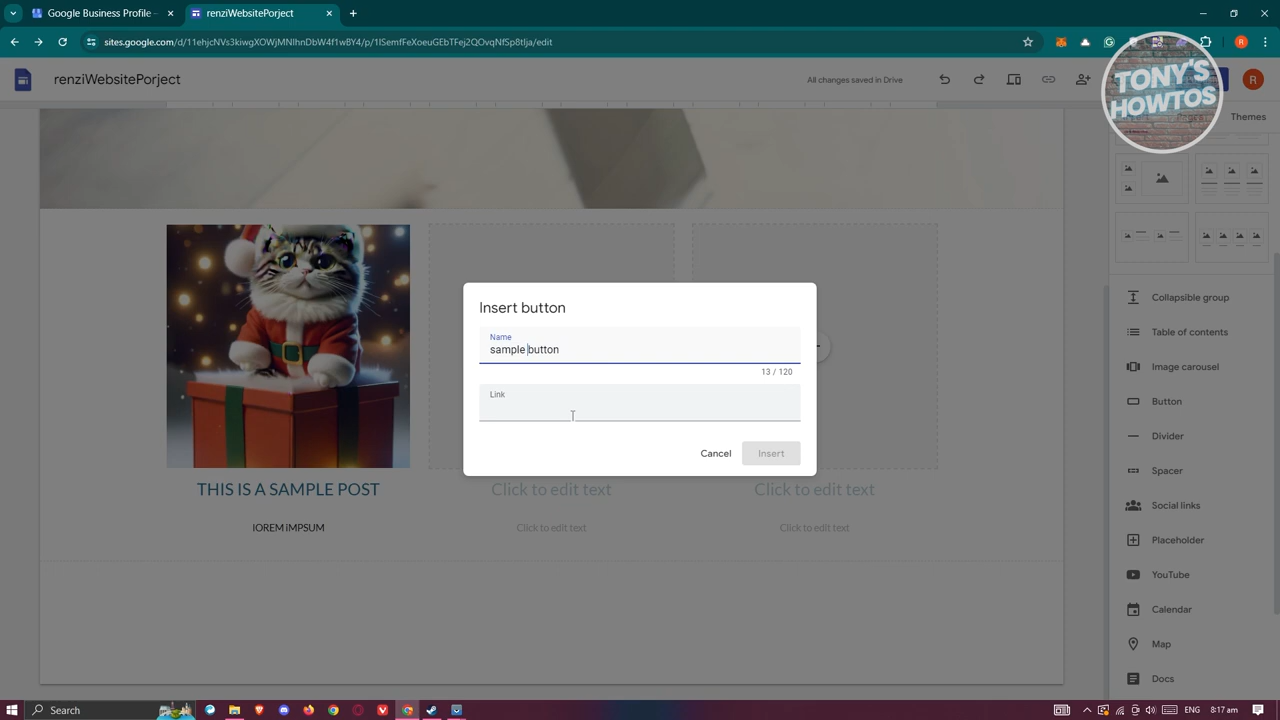 Google Business Profile –
renziWebsitePorject
sites.google.com/d/11ehjcNVs3kiwgXOWjMNlhnDbW4f1wBY4/p/1ISemfFeXoeuGEbTFej2QOvqNfSp8tlja/edit
R
renziWebsitePorject
All changes saved in Drive
R
TONY'S
HOWTOS
Themes
Insert button
Name
sample button
13 / 120
Link
Cancel
Insert
THIS IS A SAMPLE POST
lOREM iMPSUM
Click to edit text
Click to edit text
Click to edit text
Click to edit text
Collapsible group
Table of contents
Image carousel
Button
Divider
Spacer
Social links
Placeholder
YouTube
Calendar
Map
Docs
Search
ENG
8:17 am